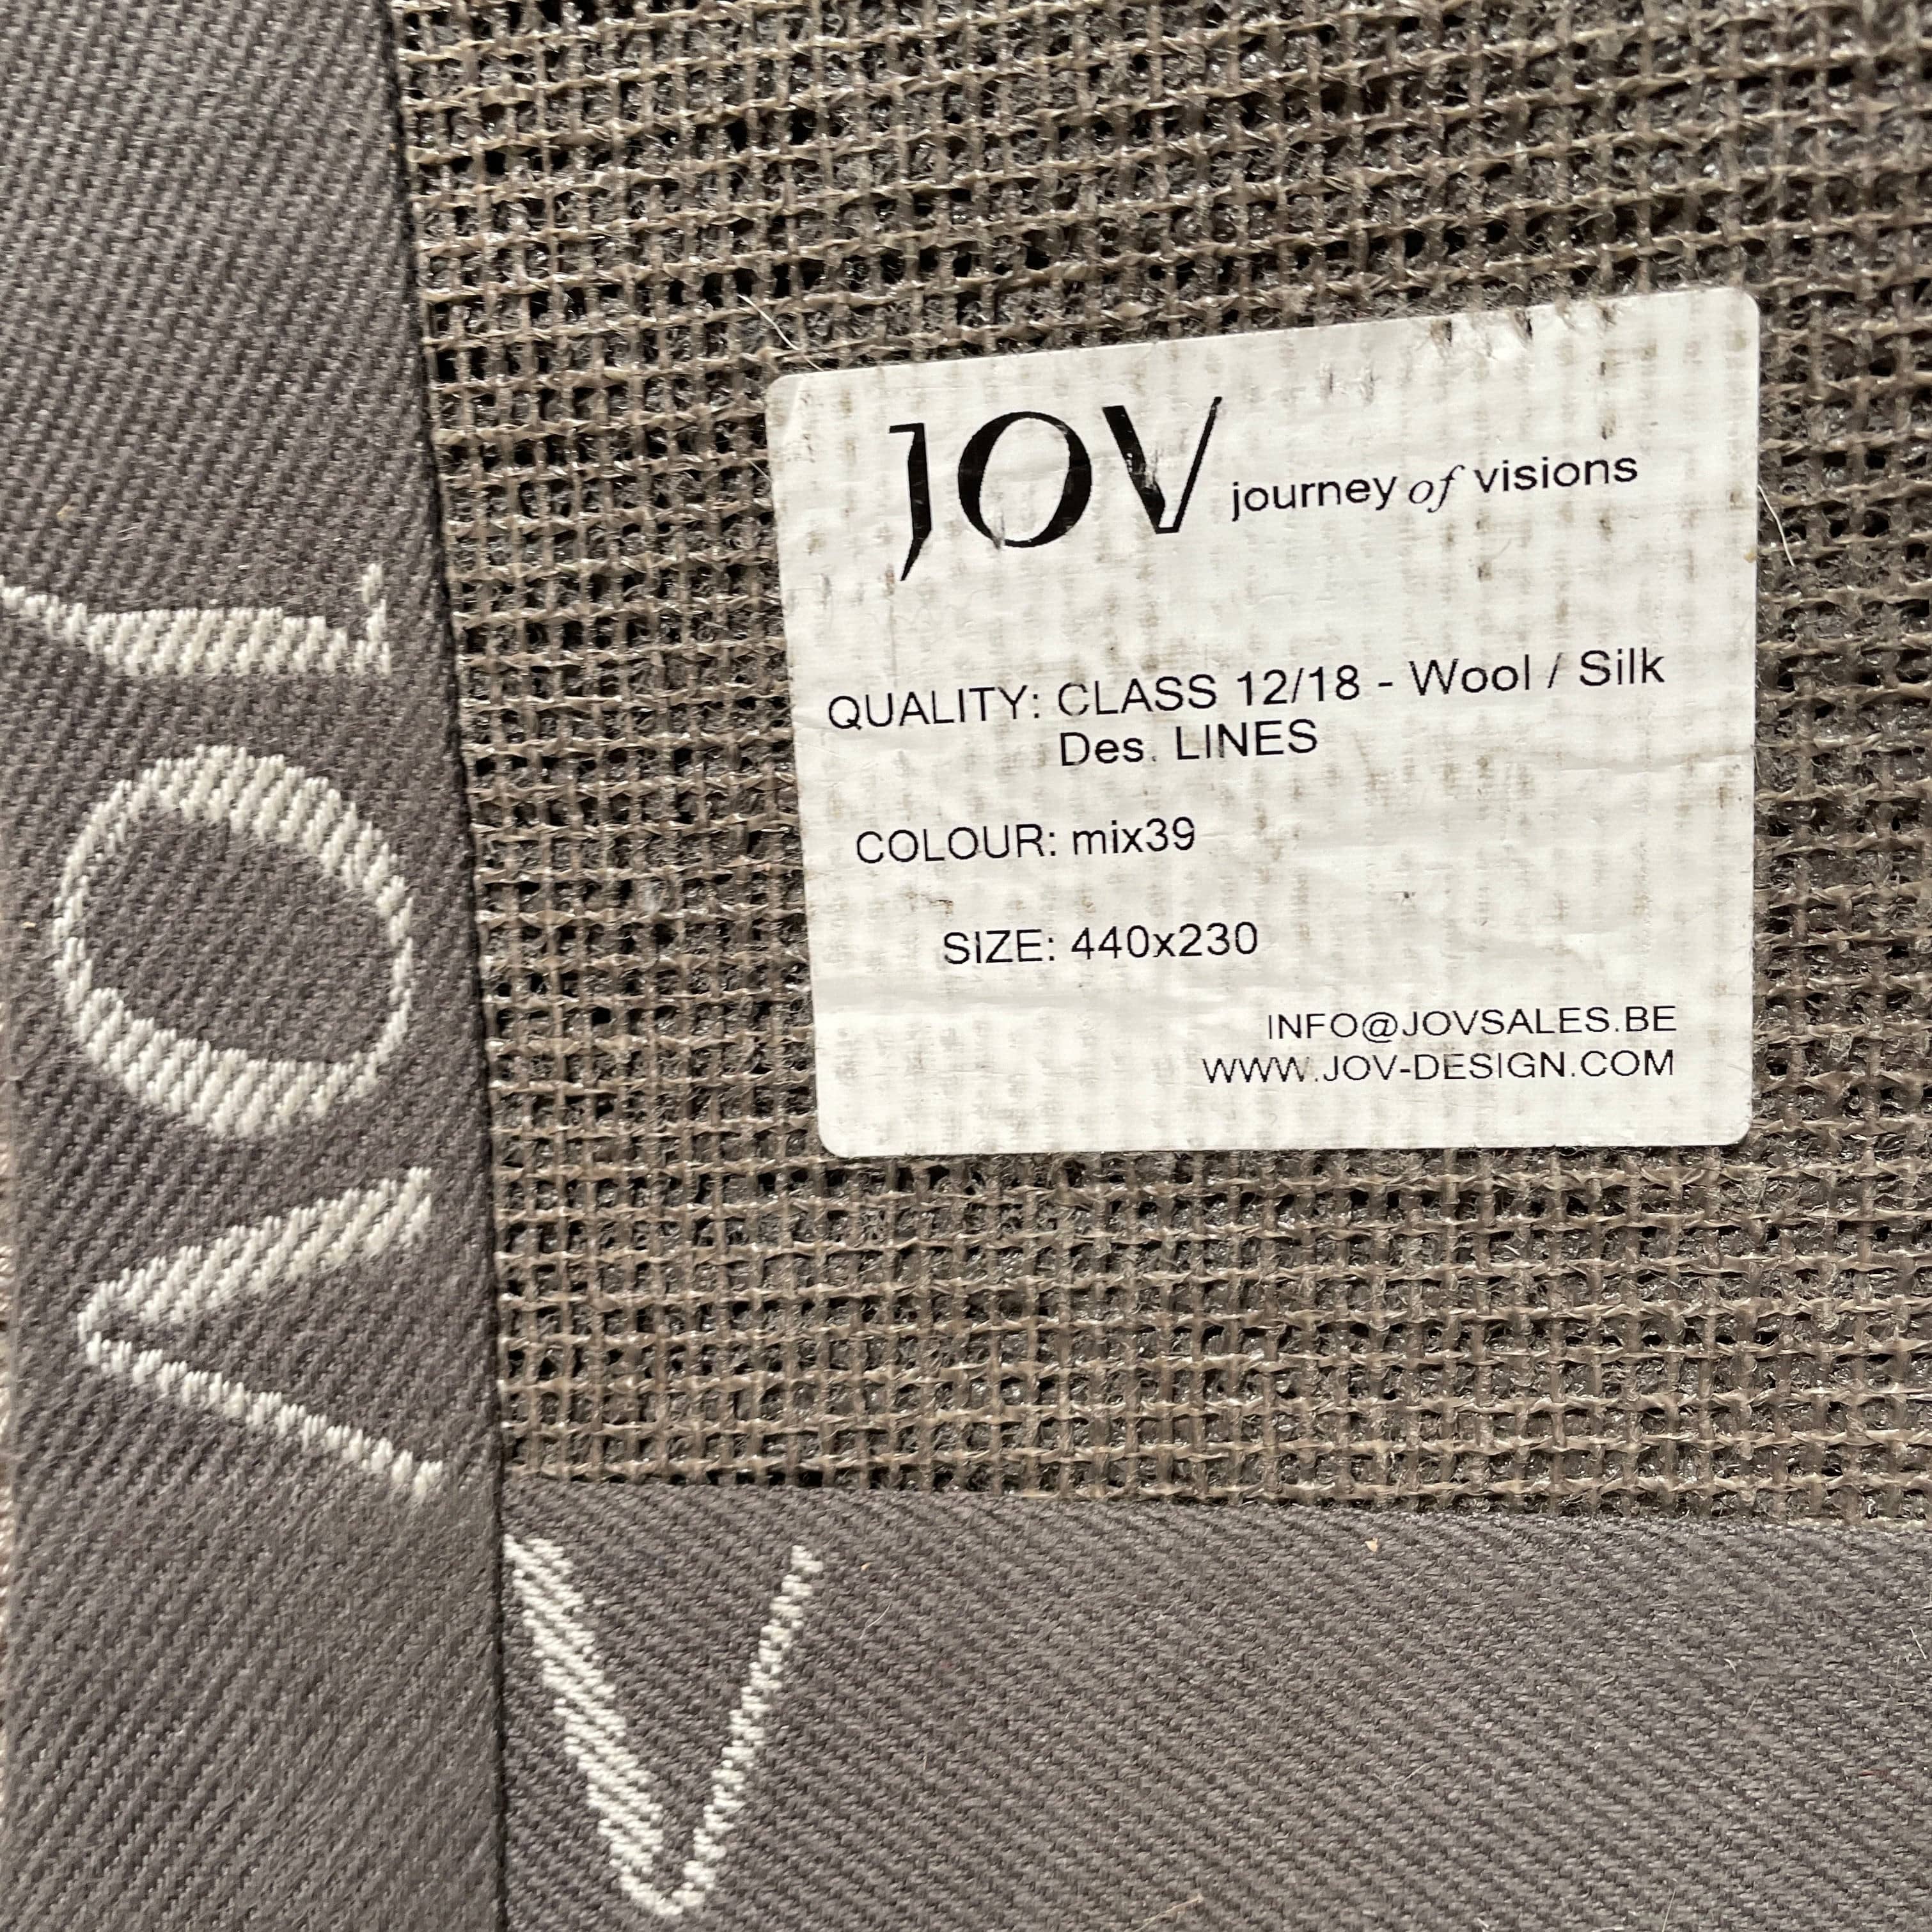 JOV journey of visions
QUALITY: CLASS 12/18 - Wool / Silk
Des. LINES
COLOUR: mix39
SIZE: 440x230
INFO@JOVSALES.BE
WWW.JOV-DESIGN.COM
JOV
V